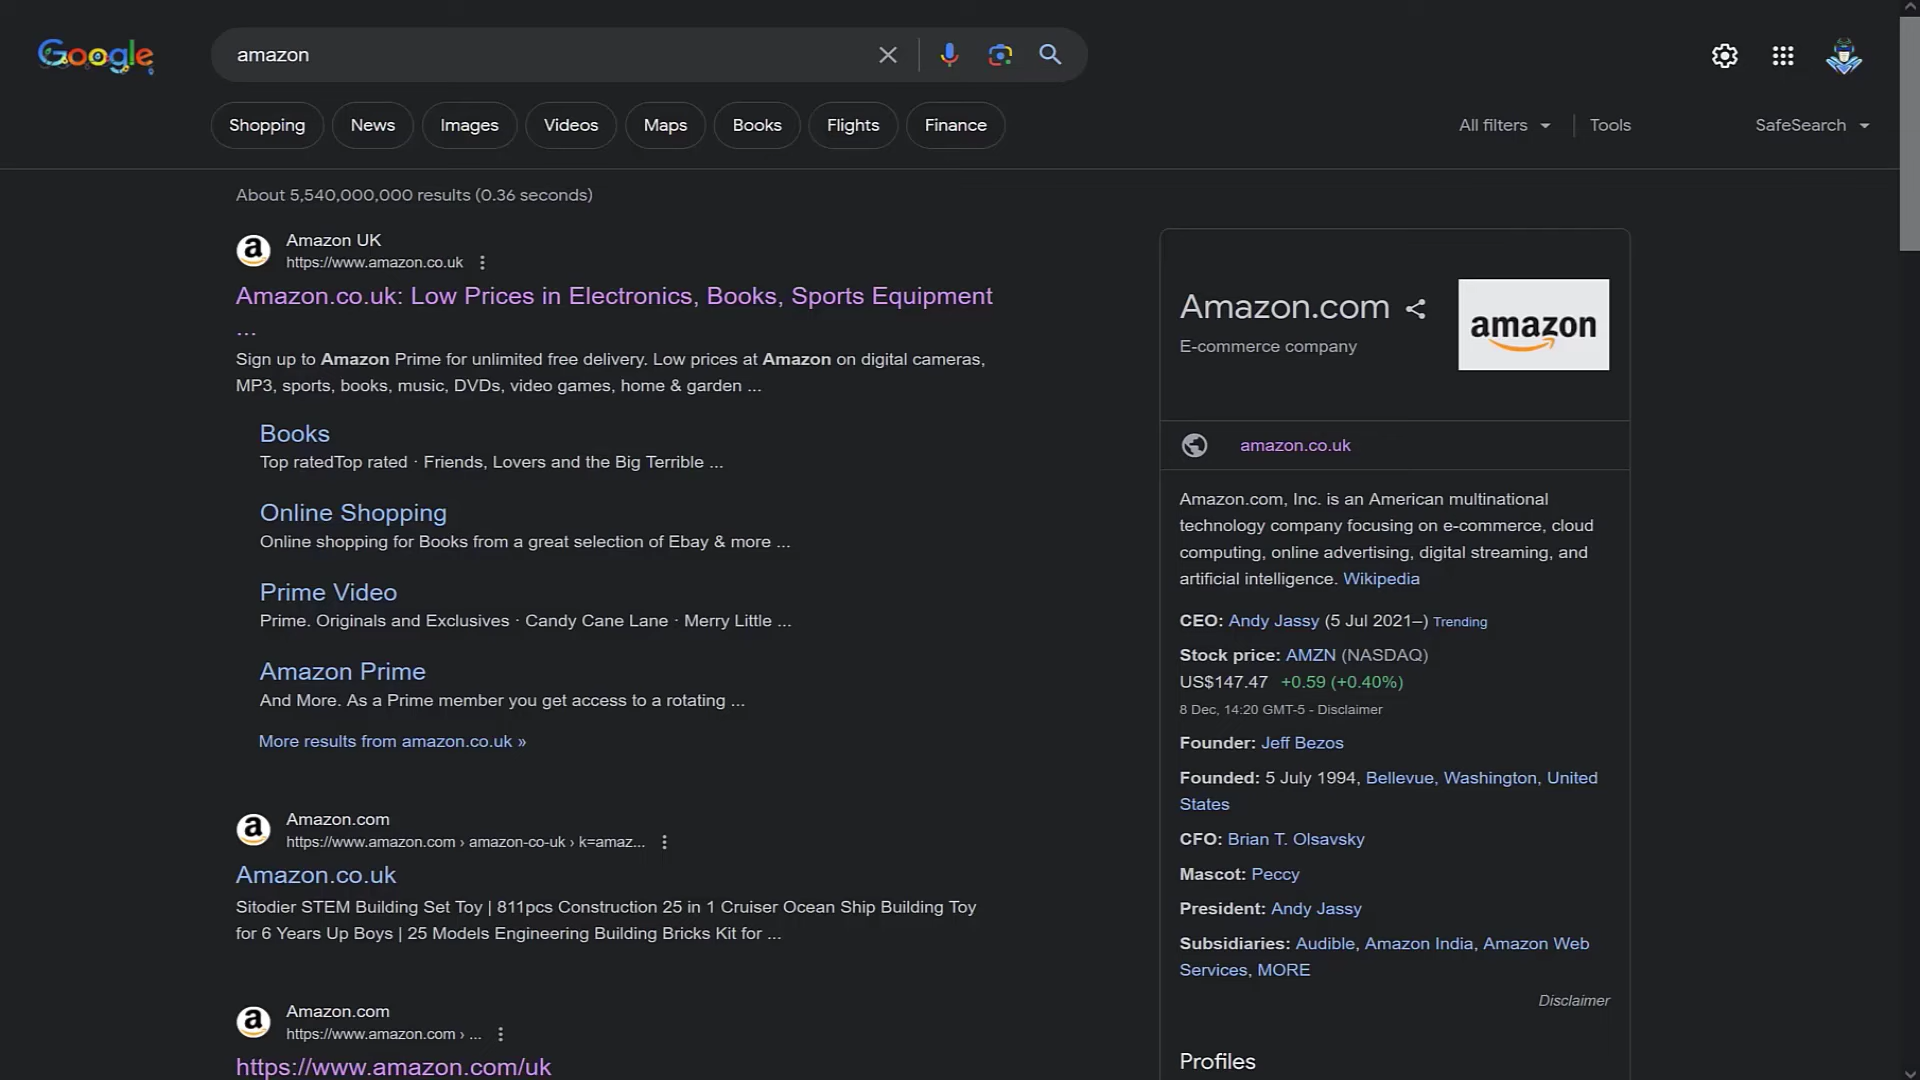 Google
amazon
Shopping
News
Images
Videos
Maps
Books
Flights
Finance
All filters
Tools
SafeSearch
About 5,540,000,000 results (0.36 seconds)
a
Amazon UK
https://www.amazon.co.uk
Amazon.co.uk: Low Prices in Electronics, Books, Sports Equipment
...
Sign up to Amazon Prime for unlimited free delivery. Low prices at Amazon on digital cameras,
MP3, sports, books, music, DVDs, video games, home & garden ...
Books
Top ratedTop rated · Friends, Lovers and the Big Terrible ...
Online Shopping
Online shopping for Books from a great selection of Ebay & more ...
Prime Video
Prime. Originals and Exclusives · Candy Cane Lane · Merry Little ...
Amazon Prime
And More. As a Prime member you get access to a rotating ...
More results from amazon.co.uk »
a
Amazon.com
https://www.amazon.com › amazon-co-uk › k=amaz...
Amazon.co.uk
Sitodier STEM Building Set Toy | 811pcs Construction 25 in 1 Cruiser Ocean Ship Building Toy
for 6 Years Up Boys | 25 Models Engineering Building Bricks Kit for ...
a
Amazon.com
https://www.amazon.com › ...
https://www.amazon.com/uk
Amazon.com
E-commerce company
amazon
amazon.co.uk
Amazon.com, Inc. is an American multinational
technology company focusing on e-commerce, cloud
computing, online advertising, digital streaming, and
artificial intelligence. Wikipedia
CEO: Andy Jassy (5 Jul 2021–) Trending
Stock price: AMZN (NASDAQ)
US$147.47 +0.59 (+0.40%)
8 Dec, 14:20 GMT-5 - Disclaimer
Founder: Jeff Bezos
Founded: 5 July 1994, Bellevue, Washington, United
States
CFO: Brian T. Olsavsky
Mascot: Peccy
President: Andy Jassy
Subsidiaries: Audible, Amazon India, Amazon Web
Services, MORE
Disclaimer
Profiles